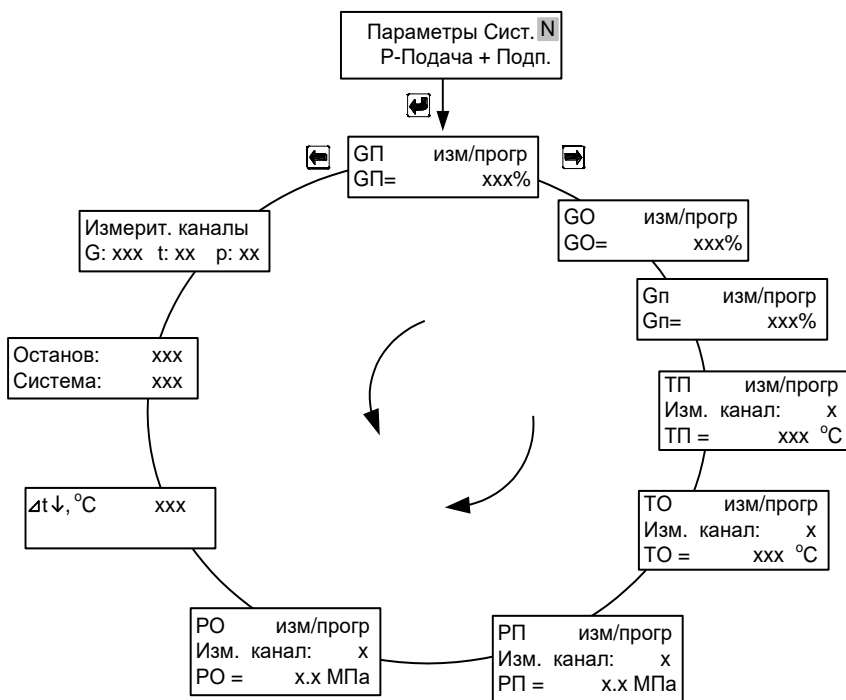 Параметры Сист. N
Р-Подача + Подп.
GП изм/прогр
GП= xxx%
GO изм/прогр
GO= xxx%
Gп изм/прогр
Gп= xxx%
ТП изм/прогр
Изм. канал: x
ТП = xxx °C
ТО изм/прогр
Изм. канал: x
ТО = xxx °C
РП изм/прогр
Изм. канал: x
РП = x.x МПа
РО изм/прогр
Изм. канал: x
РО = x.x МПа
⊿t↓, °C xxx
Останов: xxx
Система: xxx
Измерит. каналы
G: xxx t: xx p: xx